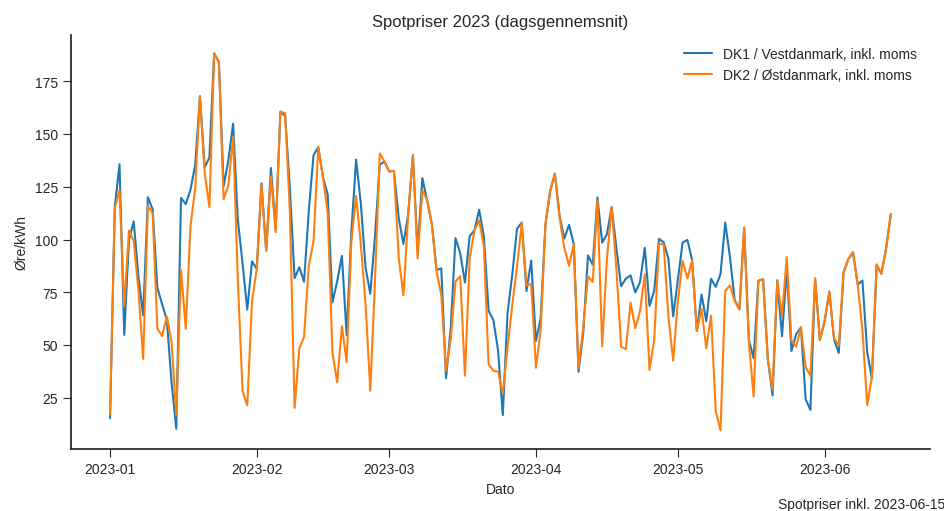 Spotpriser 2023 (dagsgennemsnit)
DK1 / Vestdanmark, inkl. moms
DK2 / Østdanmark, inkl. moms
Øre/kWh
175
150
125
100
75
50
25
2023-01
2023-02
2023-03
2023-04
2023-05
2023-06
Dato
Spotpriser inkl. 2023-06-15